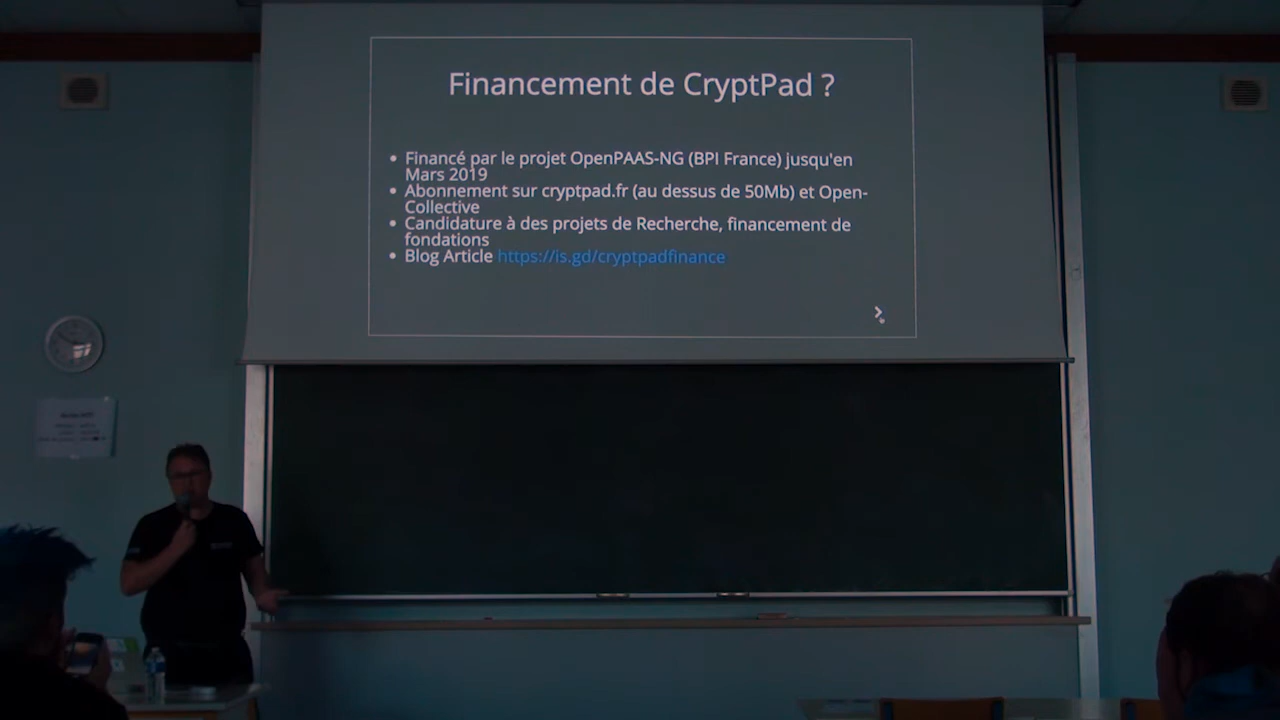 Financement de CryptPad ?
• Financé par le projet OpenPAAS-NG (BPI France) jusqu'en
Mars 2019
• Abonnement sur cryptpad.fr (au dessus de 50Mb) et Open-
Collective
• Candidature à des projets de Recherche, financement de
fondations
• Blog Article https://is.gd/cryptpadfinance